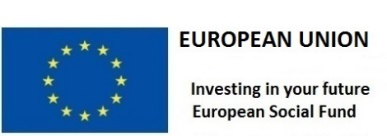 EUROPEAN UNION
Investing in your future
European Social Fund